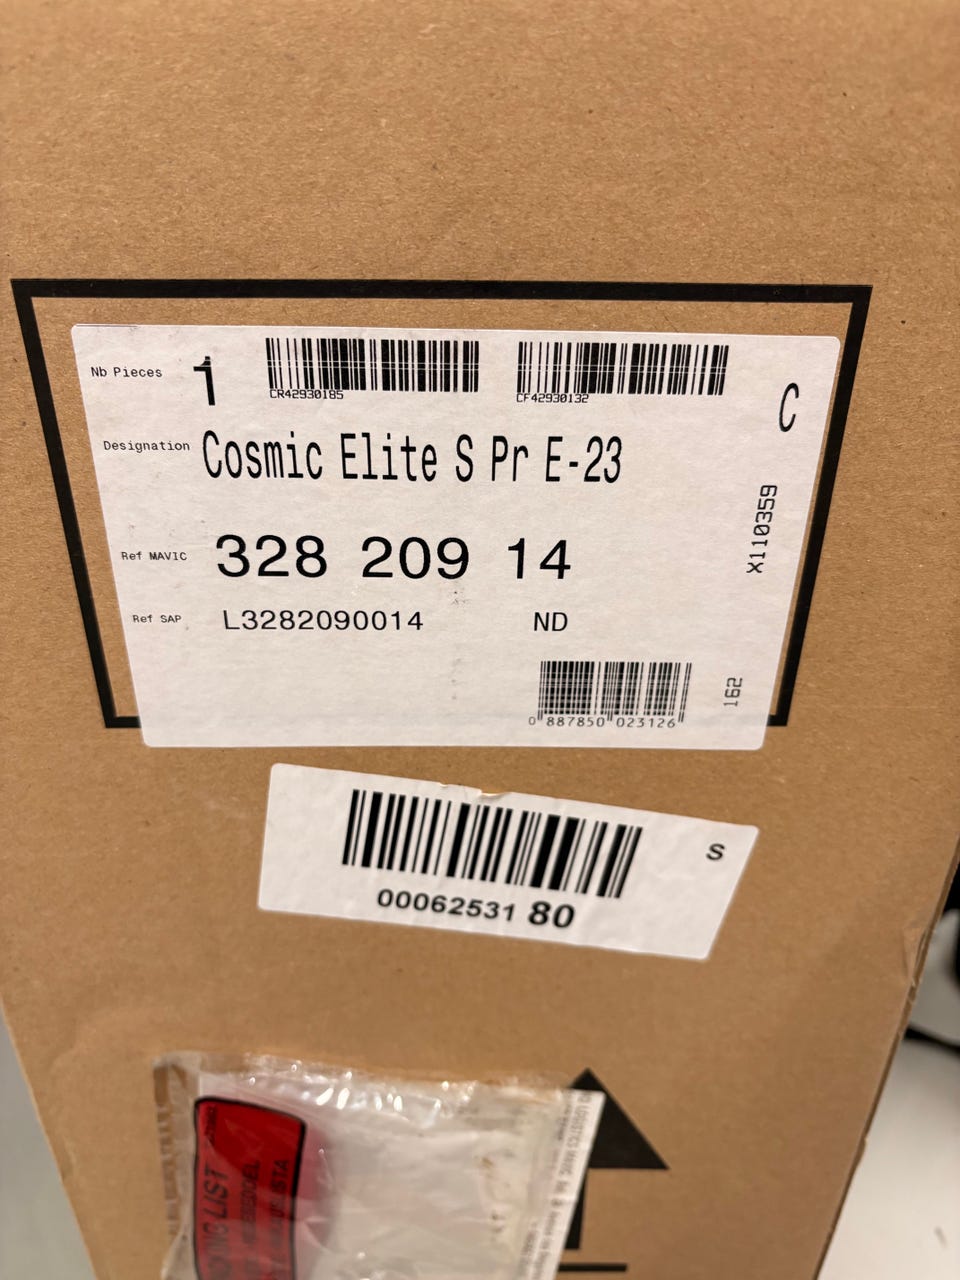 Nb Pieces 1
CR42930185 CF42930132
C
Designation Cosmic Elite S Pr E-23
X110359
Ref MAVIC 328 209 14
Ref SAP L3282090014 ND
162
0 887850 023126
S
00062531 80
LIST